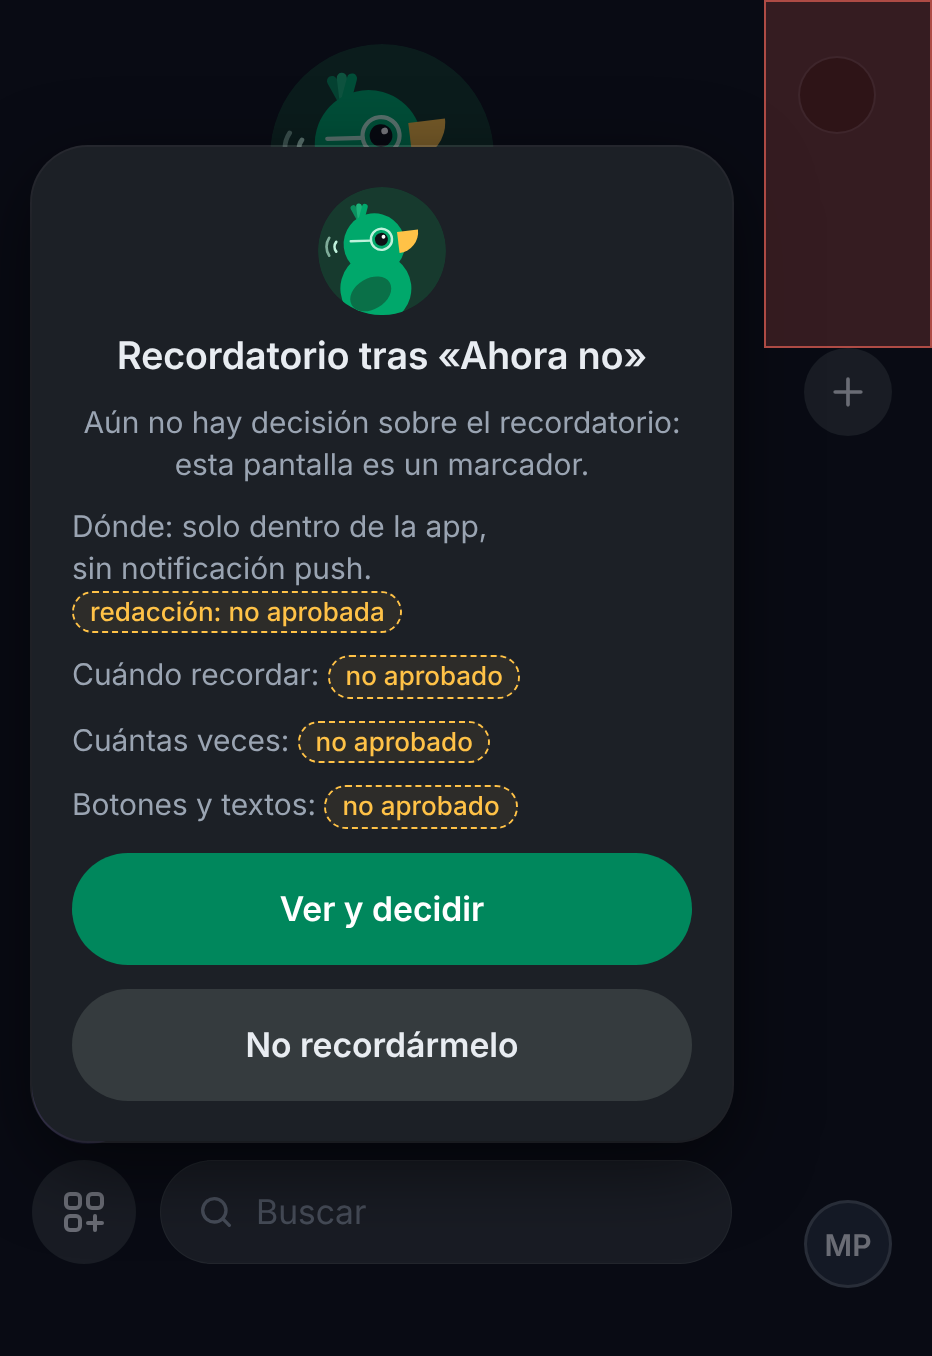 Recordatorio tras «Ahora no»
Aún no hay decisión sobre el recordatorio:
esta pantalla es un marcador.
Dónde: solo dentro de la app,
sin notificación push.
redacción: no aprobada
Cuándo recordar: no aprobado
Cuántas veces: no aprobado
Botones y textos: no aprobado
Ver y decidir
No recordármelo
Buscar
MP